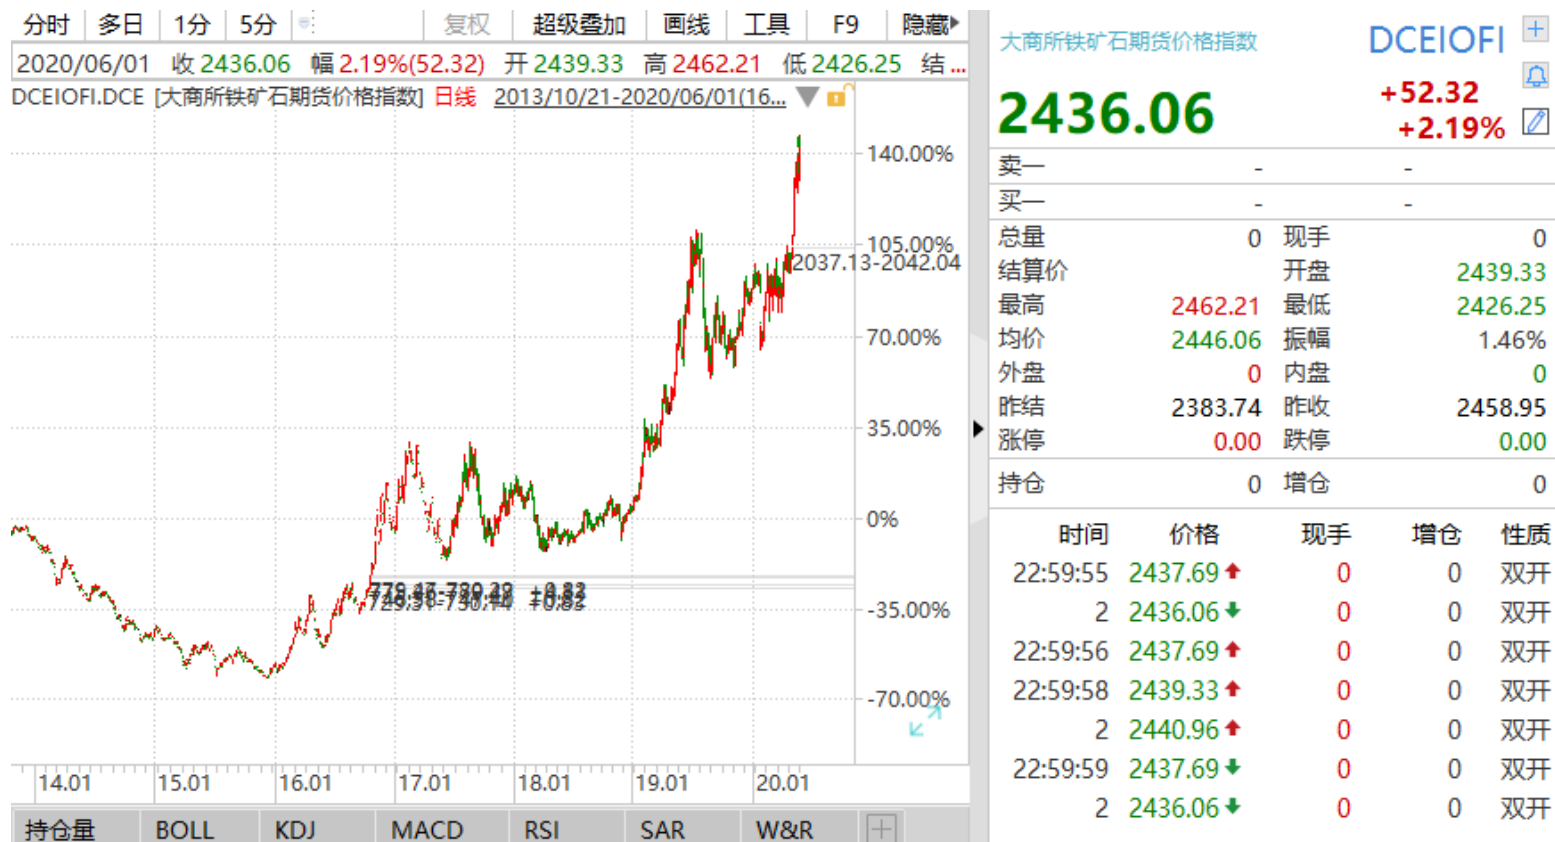 分时 多日 1分 5分 复权 超级叠加 画线 工具 F9 隐藏
2020/06/01 收 2436.06 幅 2.19%(52.32) 开 2439.33 高 2462.21 低 2426.25 结 ...
DCEIOFI.DCE [大商所铁矿石期货价格指数] 日线 2013/10/21-2020/06/01(16...
140.00%
105.00%
2037.13-2042.04
70.00%
35.00%
0%
-35.00%
-70.00%
14.01 15.01 16.01 17.01 18.01 19.01 20.01
持仓量 BOLL KDJ MACD RSI SAR W&R
大商所铁矿石期货价格指数 DCEIOFI
2436.06 +52.32
+2.19%
卖一 - -
买一 - -
总量 0 现手 0
结算价 开盘 2439.33
最高 2462.21 最低 2426.25
均价 2446.06 振幅 1.46%
外盘 0 内盘 0
昨结 2383.74 昨收 2458.95
涨停 0.00 跌停 0.00
持仓 0 增仓 0
时间 价格 现手 增仓 性质
22:59:55 2437.69 0 0 双开
2 2436.06 0 0 双开
22:59:56 2437.69 0 0 双开
22:59:58 2439.33 0 0 双开
2 2440.96 0 0 双开
22:59:59 2437.69 0 0 双开
2 2436.06 0 0 双开